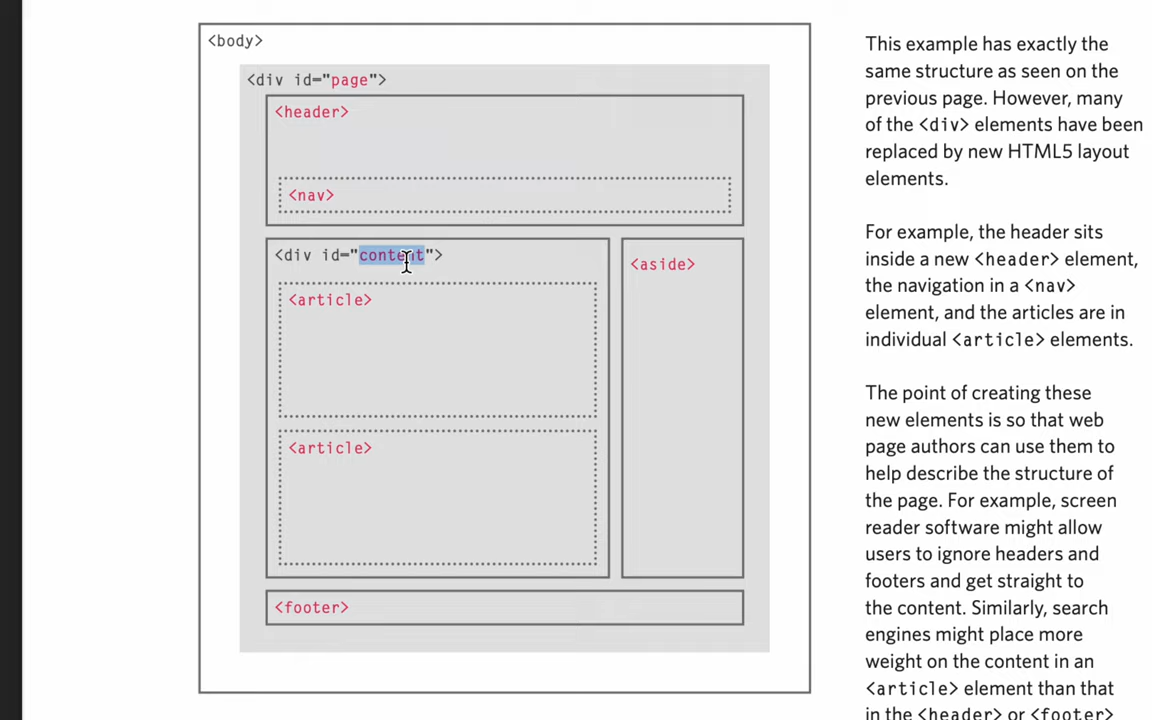 <body>
<div id="page">
<header>
<nav>
<div id="content">
<article>
<article>
<aside>
<footer>
This example has exactly the
same structure as seen on the
previous page. However, many
of the <div> elements have been
replaced by new HTML5 layout
elements.
For example, the header sits
inside a new <header> element,
the navigation in a <nav>
element, and the articles are in
individual <article> elements.
The point of creating these
new elements is so that web
page authors can use them to
help describe the structure of
the page. For example, screen
reader software might allow
users to ignore headers and
footers and get straight to
the content. Similarly, search
engines might place more
weight on the content in an
<article> element than that
in the <header> or <footer>